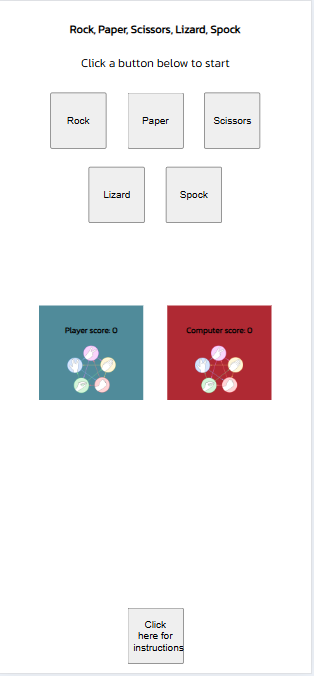 Rock, Paper, Scissors, Lizard, Spock
Click a button below to start
Rock
Paper
Scissors
Lizard
Spock
Player score: 0
Computer score: 0
Click
here for
instructions